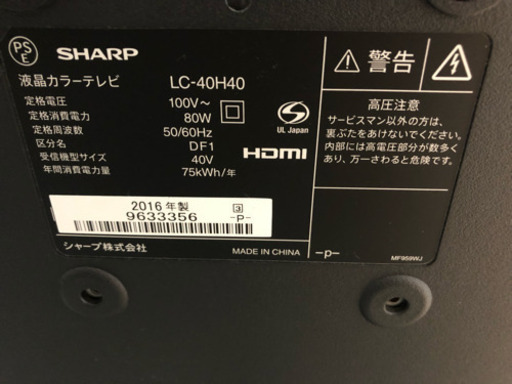 PS
E
SHARP
液晶カラーテレビ LC-40H40
定格電圧 100V～
定格消費電力 80W
定格周波数 50/60Hz
区分名 DF1
受信機型サイズ 40V
年間消費電力量 75kWh/年
UL Japan
HDMI
2016 年製
9633356 -P-
シャープ株式会社
MADE IN CHINA
警告
高圧注意
サービスマン以外の方は、
裏ぶたをあけないでください。
内部には高電圧部分が数多く
あり、万一さわると危険です。
-p-
MF959WJ